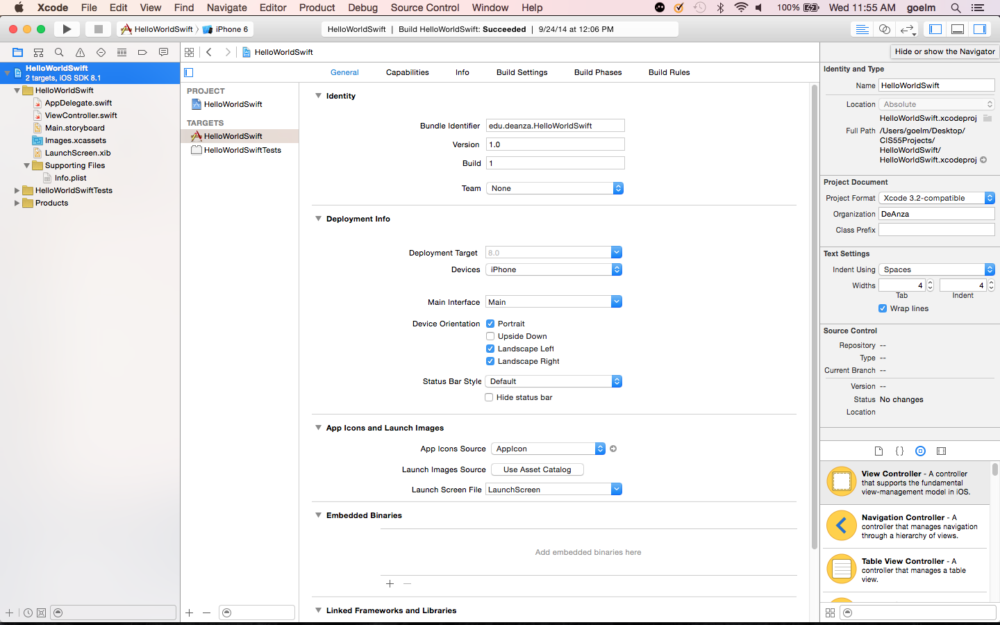 Xcode File Edit View Find Navigate Editor Product Debug Source Control Window Help 100% Wed 11:55 AM goelm
HelloWorldSwift iPhone 6
HelloWorldSwift | Build HelloWorldSwift: Succeeded | 9/24/14 at 12:06 PM
HelloWorldSwift
Hide or show the Navigator
HelloWorldSwift
2 targets, iOS SDK 8.1
HelloWorldSwift
AppDelegate.swift
ViewController.swift
Main.storyboard
Images.xcassets
LaunchScreen.xib
Supporting Files
Info.plist
HelloWorldSwiftTests
Products
General Capabilities Info Build Settings Build Phases Build Rules
PROJECT
HelloWorldSwift
TARGETS
HelloWorldSwift
HelloWorldSwiftTests
Identity
Bundle Identifier edu.deanza.HelloWorldSwift
Version 1.0
Build 1
Team None
Deployment Info
Deployment Target 8.0
Devices iPhone
Main Interface Main
Device Orientation Portrait
Upside Down
Landscape Left
Landscape Right
Status Bar Style Default
Hide status bar
App Icons and Launch Images
App Icons Source AppIcon
Launch Images Source Use Asset Catalog
Launch Screen File LaunchScreen
Embedded Binaries
Add embedded binaries here
Linked Frameworks and Libraries
Identity and Type
Name HelloWorldSwift
Location Absolute
HelloWorldSwift.xcodeproj
Full Path /Users/goelm/Desktop/
CIS55Projects/
HelloWorldSwift/
HelloWorldSwift.xcodeproj
Project Document
Project Format Xcode 3.2-compatible
Organization DeAnza
Class Prefix
Text Settings
Indent Using Spaces
Widths 4 4
Tab Indent
Wrap lines
Source Control
Repository --
Type --
Current Branch --
Version --
Status No changes
Location
View Controller - A controller
that supports the fundamental
view-management model in iOS.
Navigation Controller - A
controller that manages navigation
through a hierarchy of views.
Table View Controller - A
controller that manages a table
view.